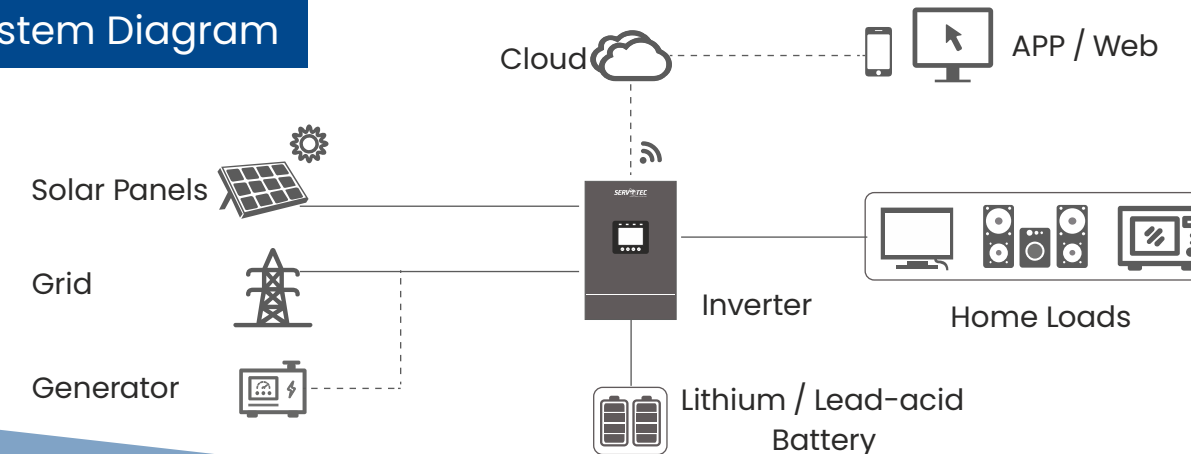 stem Diagram
Cloud
APP / Web
Solar Panels
SERVOTEC
Grid
Inverter
Home Loads
Generator
Lithium / Lead-acid
Battery